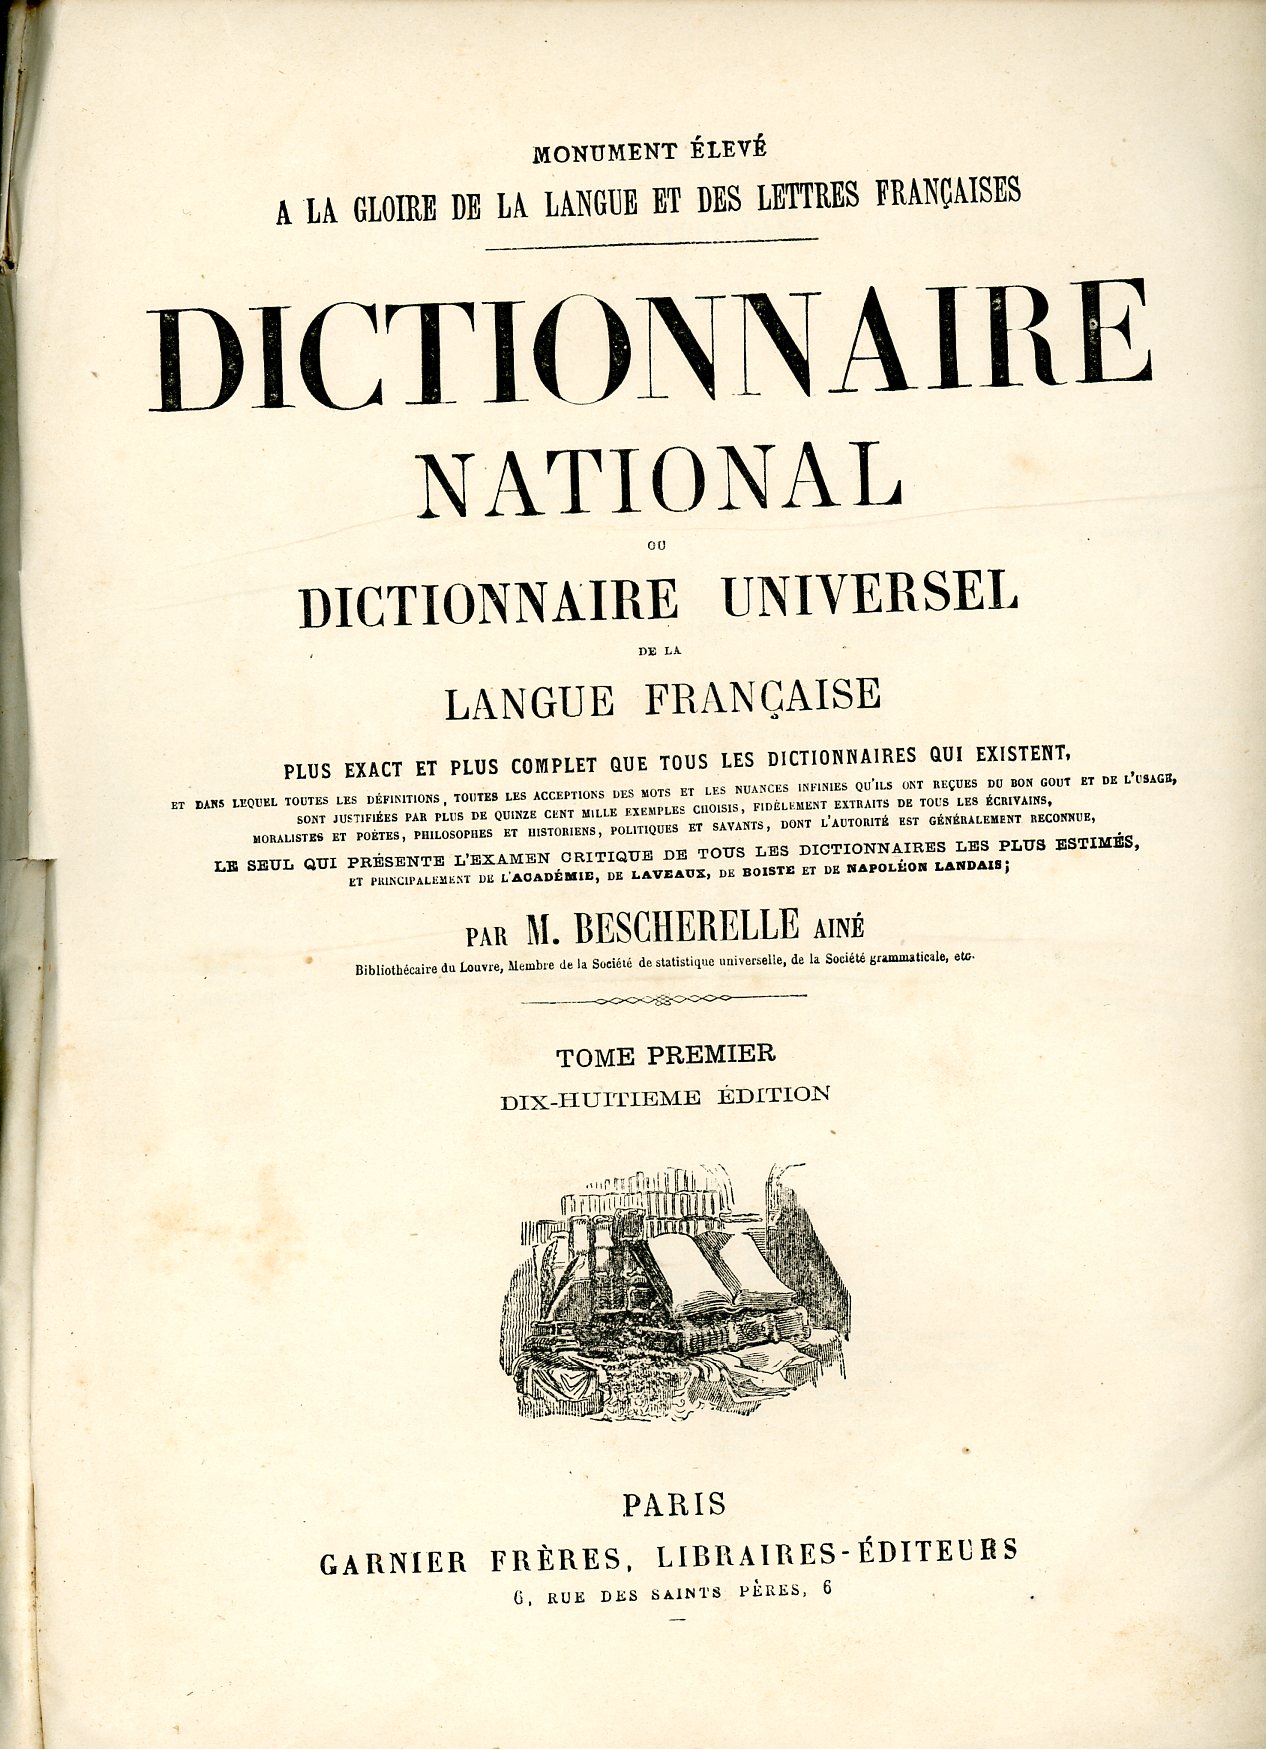 MONUMENT ÉLEVÉ
A LA GLOIRE DE LA LANGUE ET DES LETTRES FRANÇAISES
DICTIONNAIRE
NATIONAL
OU
DICTIONNAIRE UNIVERSEL
DE LA
LANGUE FRANÇAISE
PLUS EXACT ET PLUS COMPLET QUE TOUS LES DICTIONNAIRES QUI EXISTENT,
ET DANS LEQUEL TOUTES LES DÉFINITIONS, TOUTES LES ACCEPTIONS DES MOTS ET LES NUANCES INFINIES QU'ILS ONT REÇUES DU BON GOUT ET DE L'USAGE,
SONT JUSTIFIÉES PAR PLUS DE QUINZE CENT MILLE EXEMPLES CHOISIS, FIDÈLEMENT EXTRAITS DE TOUS LES ÉCRIVAINS,
MORALISTES ET POËTES, PHILOSOPHES ET HISTORIENS, POLITIQUES ET SAVANTS, DONT L'AUTORITÉ EST GÉNÉRALEMENT RECONNUE,
LE SEUL QUI PRÉSENTE L'EXAMEN CRITIQUE DE TOUS LES DICTIONNAIRES LES PLUS ESTIMÉS,
ET PRINCIPALEMENT DE L'ACADÉMIE, DE LAVEAUX, DE BOISTE ET DE NAPOLÉON LANDAIS;
PAR M. BESCHERELLE AINÉ
Bibliothécaire du Louvre, Membre de la Société de statistique universelle, de la Société grammaticale, etc.
TOME PREMIER
DIX-HUITIEME ÉDITION
PARIS
GARNIER FRÈRES, LIBRAIRES-ÉDITEURS
6, RUE DES SAINTS PÈRES, 6